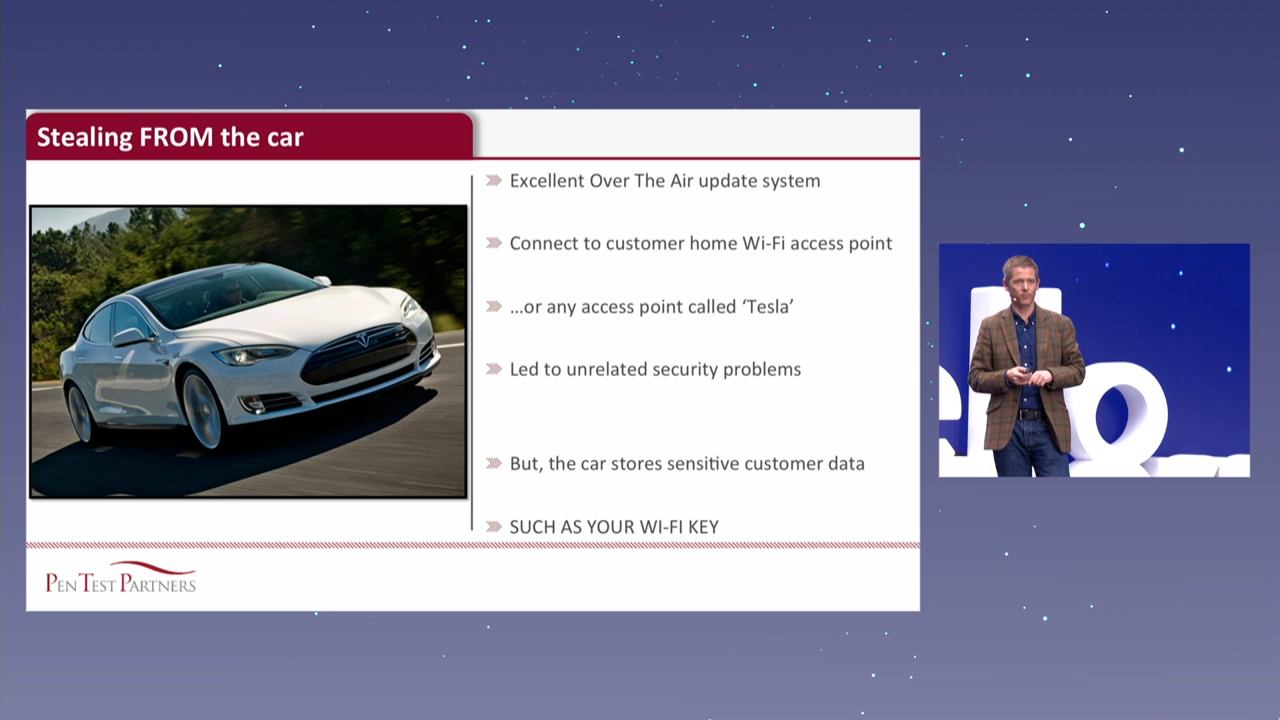 Stealing FROM the car
Excellent Over The Air update system
Connect to customer home Wi-Fi access point
...or any access point called ‘Tesla’
Led to unrelated security problems
But, the car stores sensitive customer data
SUCH AS YOUR WI-FI KEY
PEN TEST PARTNERS